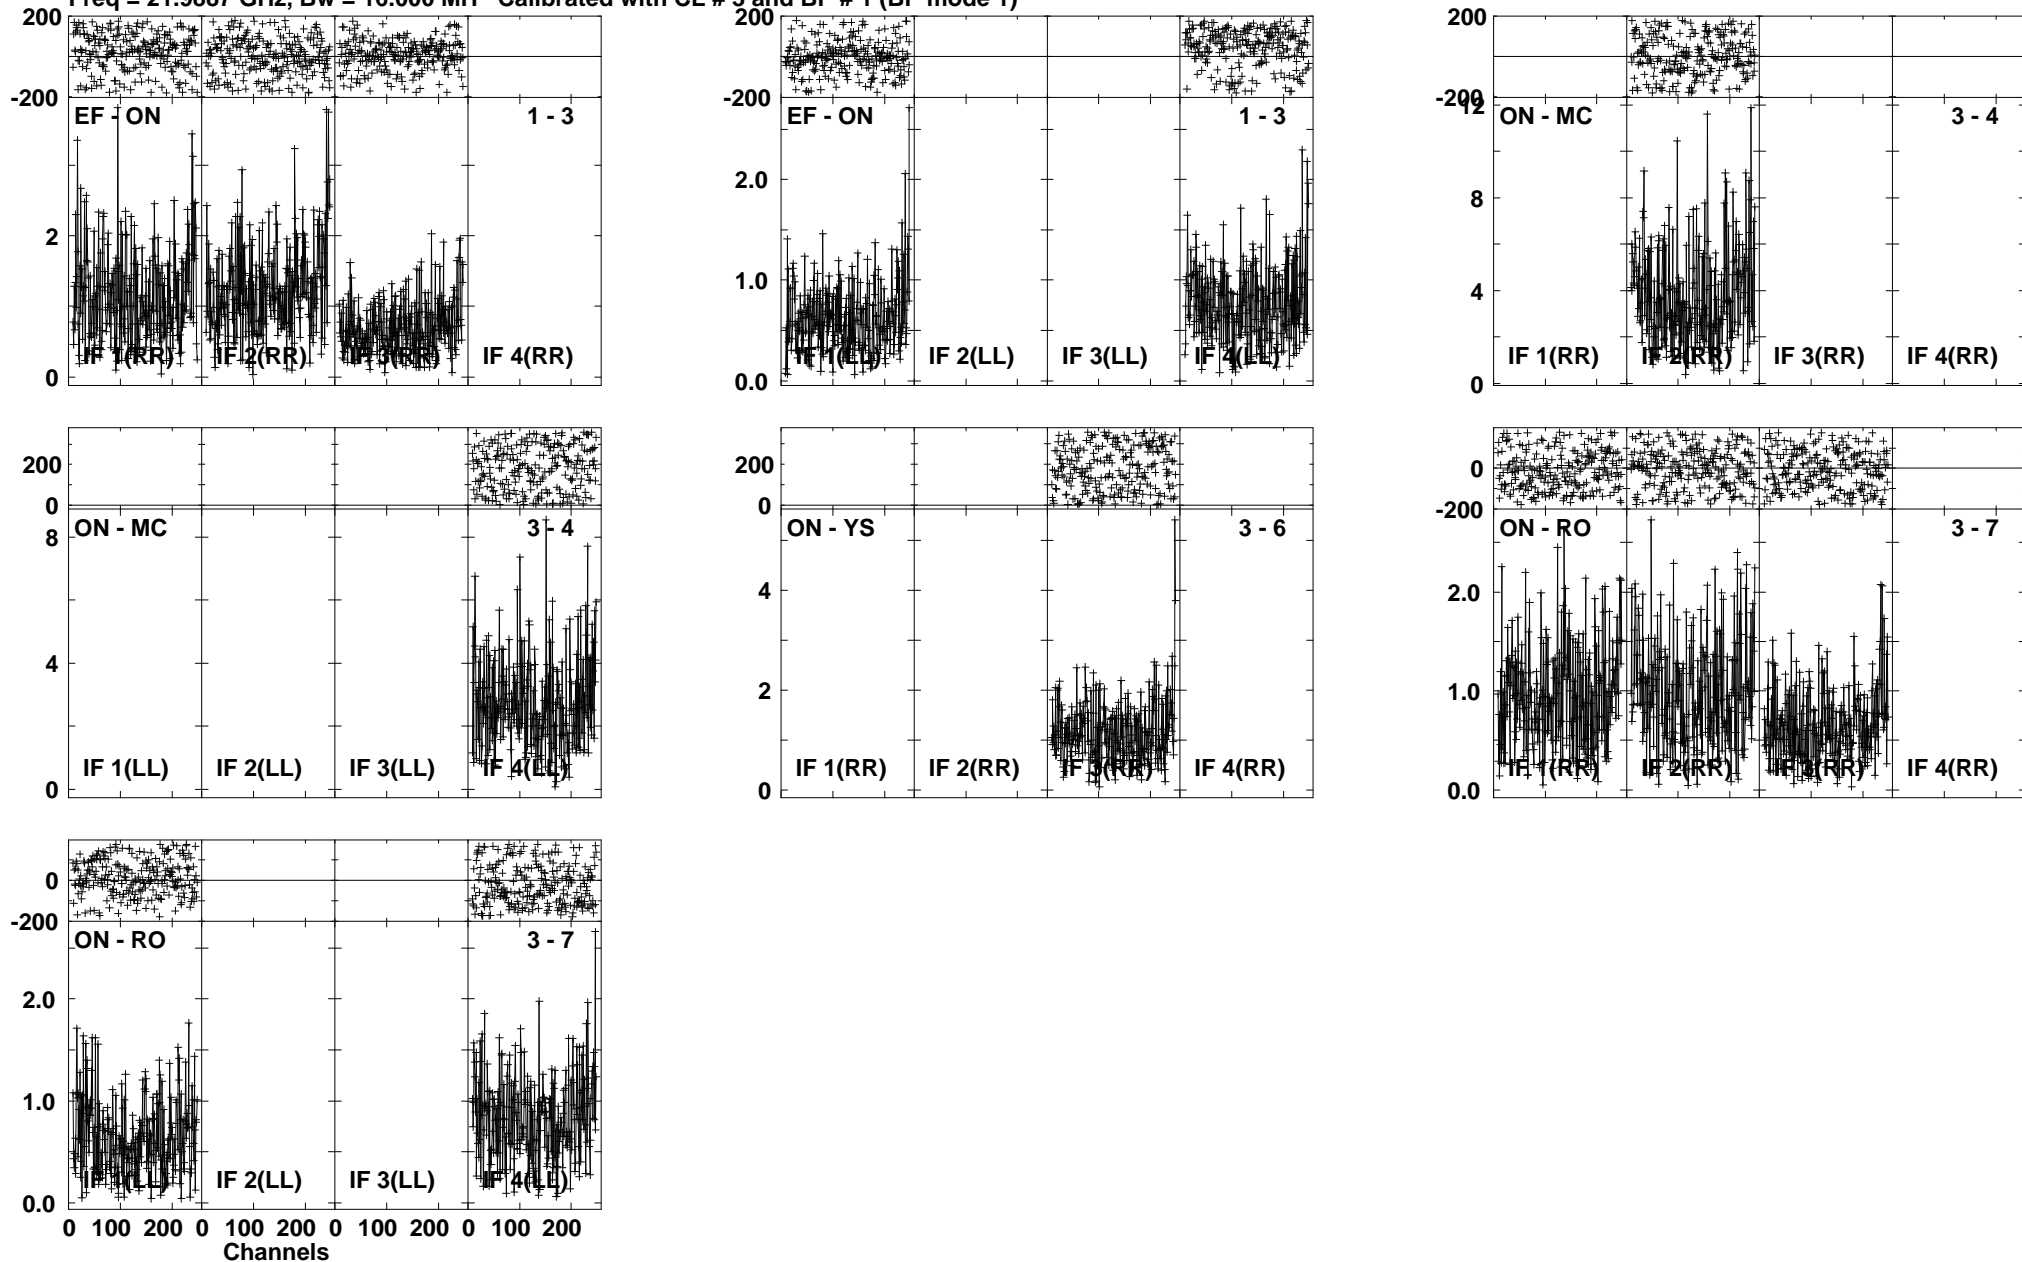 Freq = 21.9887 GHz, Bw = 16.000 MH Calibrated with CL # 3 and BP # 1 (BP mode 1)
200
-200
EF - ON 1 - 3
2
0
IF 1(RR) IF 2(RR) IF 3(RR) IF 4(RR)
200
-200
EF - ON 1 - 3
2.0
1.0
0.0
IF 1(LL) IF 2(LL) IF 3(LL) IF 4(LL)
200
-200
12
ON - MC 3 - 4
8
4
0
IF 1(RR) IF 2(RR) IF 3(RR) IF 4(RR)
200
0
ON - MC 3 - 4
8
4
0
IF 1(LL) IF 2(LL) IF 3(LL) IF 4(LL)
200
0
ON - YS 3 - 6
4
2
0
IF 1(RR) IF 2(RR) IF 3(RR) IF 4(RR)
0
-200
ON - RO 3 - 7
2.0
1.0
0.0
IF 1(RR) IF 2(RR) IF 3(RR) IF 4(RR)
0
-200
ON - RO 3 - 7
2.0
1.0
0.0
IF 1(LL) IF 2(LL) IF 3(LL) IF 4(LL)
0 100 200 0 100 200 0 100 200 0 100 200
Channels